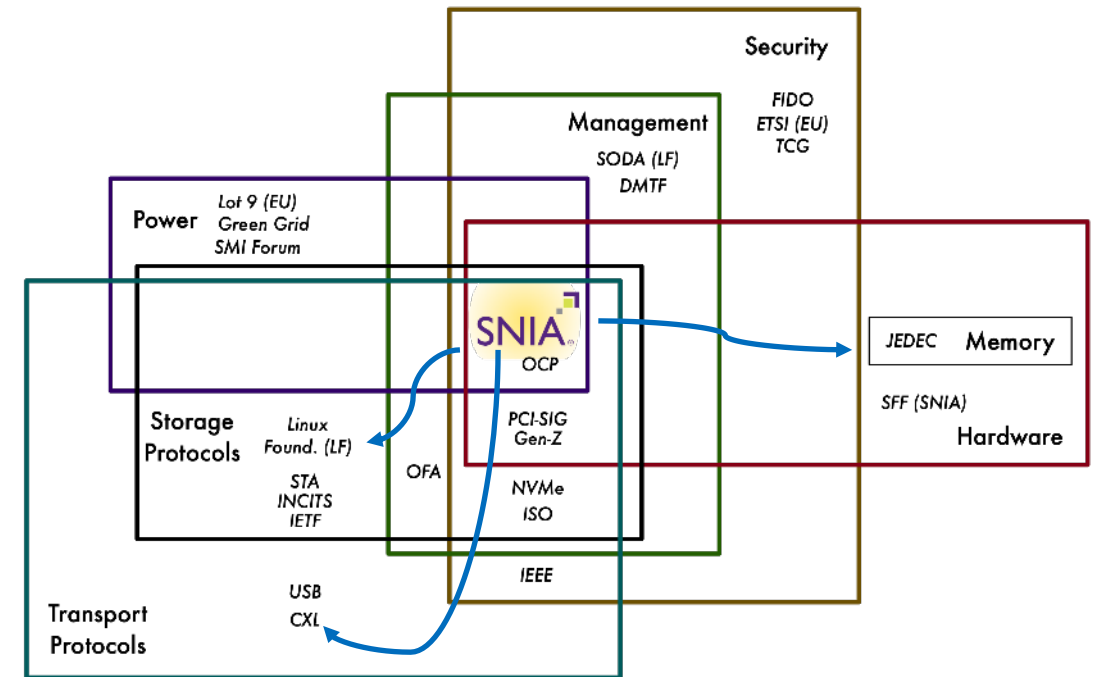 Security
FIDO
ETSI (EU)
TCG
Management
SODA (LF)
DMTF
Power
Lot 9 (EU)
Green Grid
SMI Forum
SNIA
OCP
JEDEC Memory
SFF (SNIA)
Hardware
Storage
Protocols
Linux
Found. (LF)
PCI-SIG
Gen-Z
OFA
STA
INCITS
IETF
NVMe
ISO
IEEE
USB
CXL
Transport
Protocols